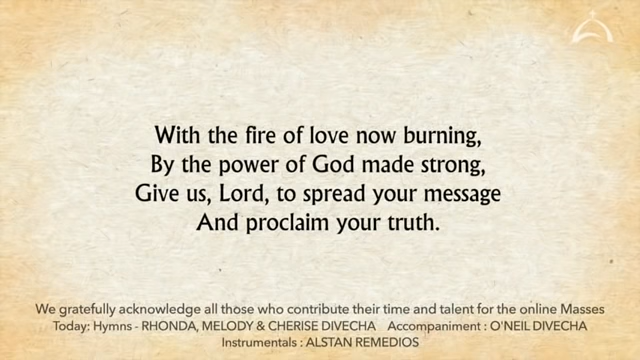 With the fire of love now burning,
By the power of God made strong,
Give us, Lord, to spread your message
And proclaim your truth.
We gratefully acknowledge all those who contribute their time and talent for the online Masses
Today: Hymns - RHONDA, MELODY & CHERISE DIVECHA Accompaniment : O'NEIL DIVECHA
Instrumentals : ALSTAN REMEDIOS